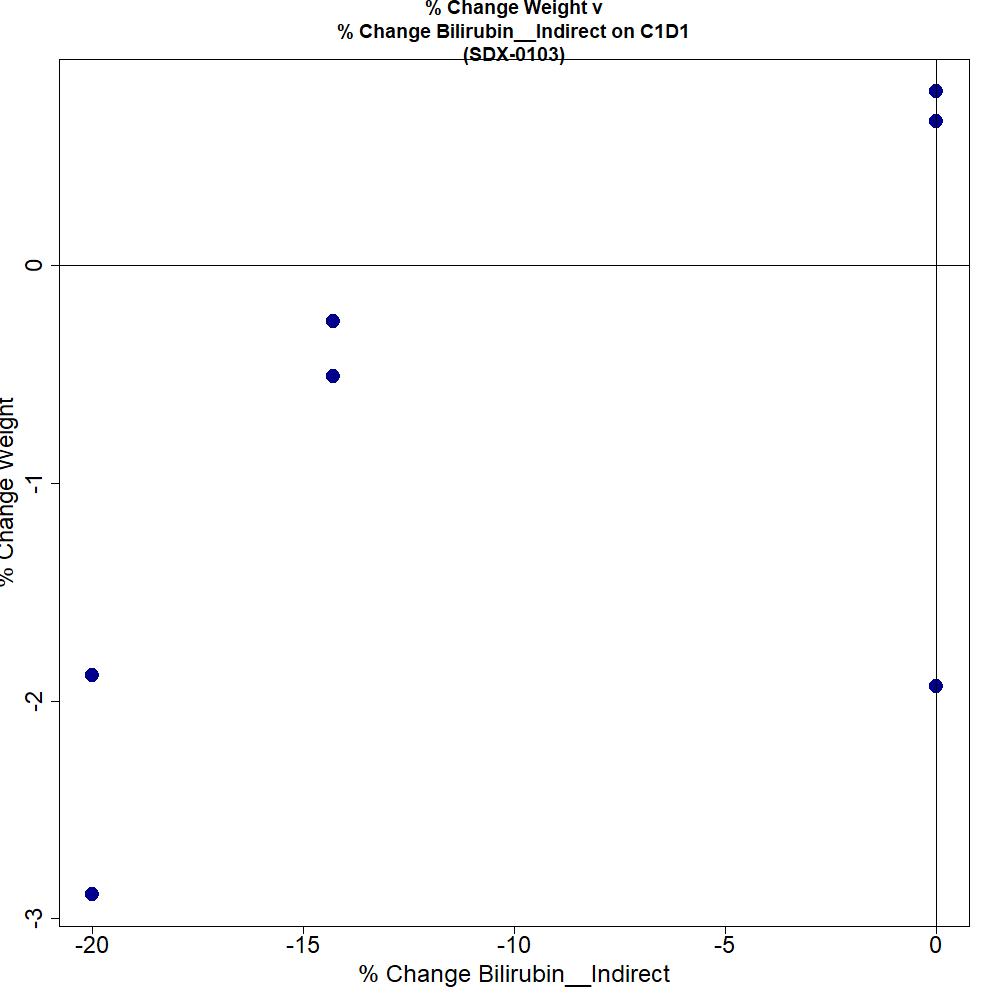 % Change Weight v
% Change Bilirubin__Indirect on C1D1
(SDX-0103)
% Change Weight
0
-1
-2
-3
-20
-15
-10
-5
0
% Change Bilirubin__Indirect